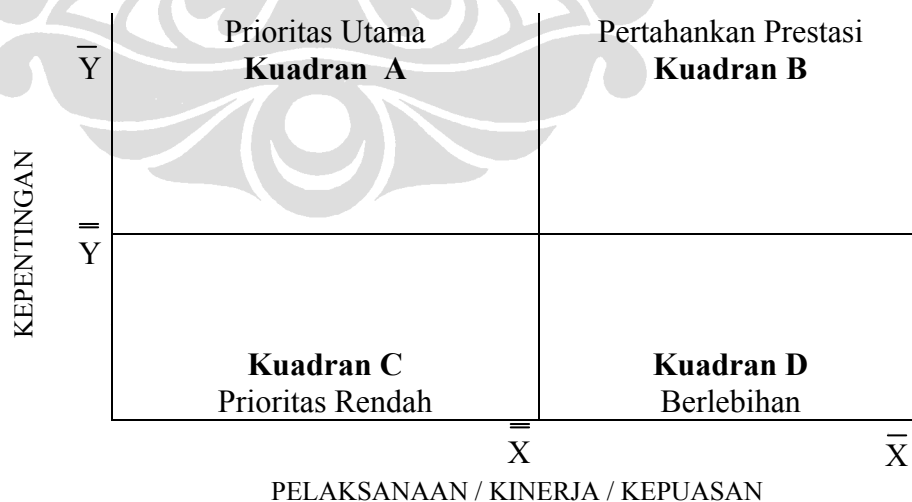 Prioritas Utama
Kuadran A
Pertahankan Prestasi
Kuadran B
Y̅
KEPENTINGAN
Y̿
Kuadran C
Prioritas Rendah
Kuadran D
Berlebihan
X̿
X̅
PELAKSANAAN / KINERJA / KEPUASAN